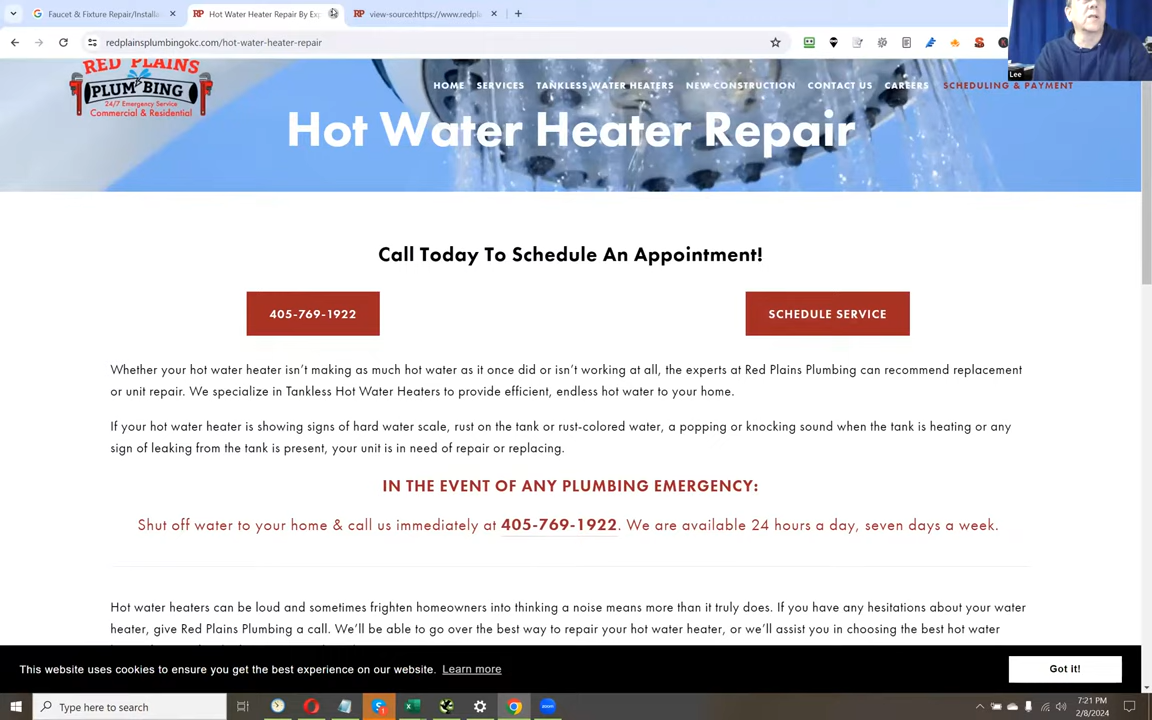 Faucet & Fixture Repair/Installa
Hot Water Heater Repair By Exp
view-source:https://www.redpla
redplainsplumbingokc.com/hot-water-heater-repair
Lee
RED PLAINS
PLUMBING
24/7 Emergency Service
Commercial & Residential
HOME SERVICES TANKLESS WATER HEATERS NEW CONSTRUCTION CONTACT US CAREERS SCHEDULING & PAYMENT
Hot Water Heater Repair
Call Today To Schedule An Appointment!
405-769-1922
SCHEDULE SERVICE
Whether your hot water heater isn't making as much hot water as it once did or isn't working at all, the experts at Red Plains Plumbing can recommend replacement
or unit repair. We specialize in Tankless Hot Water Heaters to provide efficient, endless hot water to your home.
If your hot water heater is showing signs of hard water scale, rust on the tank or rust-colored water, a popping or knocking sound when the tank is heating or any
sign of leaking from the tank is present, your unit is in need of repair or replacing.
IN THE EVENT OF ANY PLUMBING EMERGENCY:
Shut off water to your home & call us immediately at 405-769-1922. We are available 24 hours a day, seven days a week.
Hot water heaters can be loud and sometimes frighten homeowners into thinking a noise means more than it truly does. If you have any hesitations about your water
heater, give Red Plains Plumbing a call. We'll be able to go over the best way to repair your hot water heater, or we'll assist you in choosing the best hot water
This website uses cookies to ensure you get the best experience on our website. Learn more
Got it!
Type here to search
7:21 PM
2/8/2024